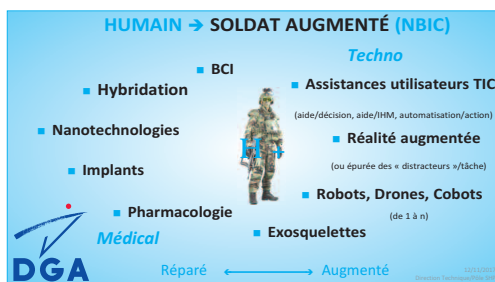 HUMAIN → SOLDAT AUGMENTÉ (NBIC)
Techno
■ BCI
■ Assistances utilisateurs TIC
(aide/décision, aide/IHM, automatisation/action)
■ Hybridation
■ Nanotechnologies
■ Réalité augmentée
(ou épurée des « distracteurs »/tâche)
H +
■ Implants
■ Robots, Drones, Cobots
(de 1 à n)
■ Pharmacologie
■ Exosquelettes
Médical
DGA
Réparé ⟷ Augmenté